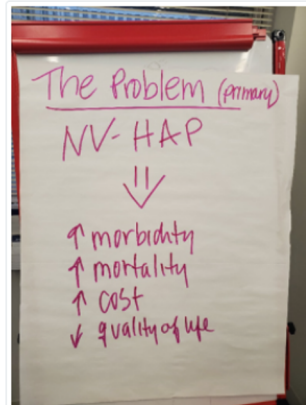 The Problem (primary)
NV-HAP
⇓
↑ morbidity
↑ mortality
↑ cost
↓ quality of life